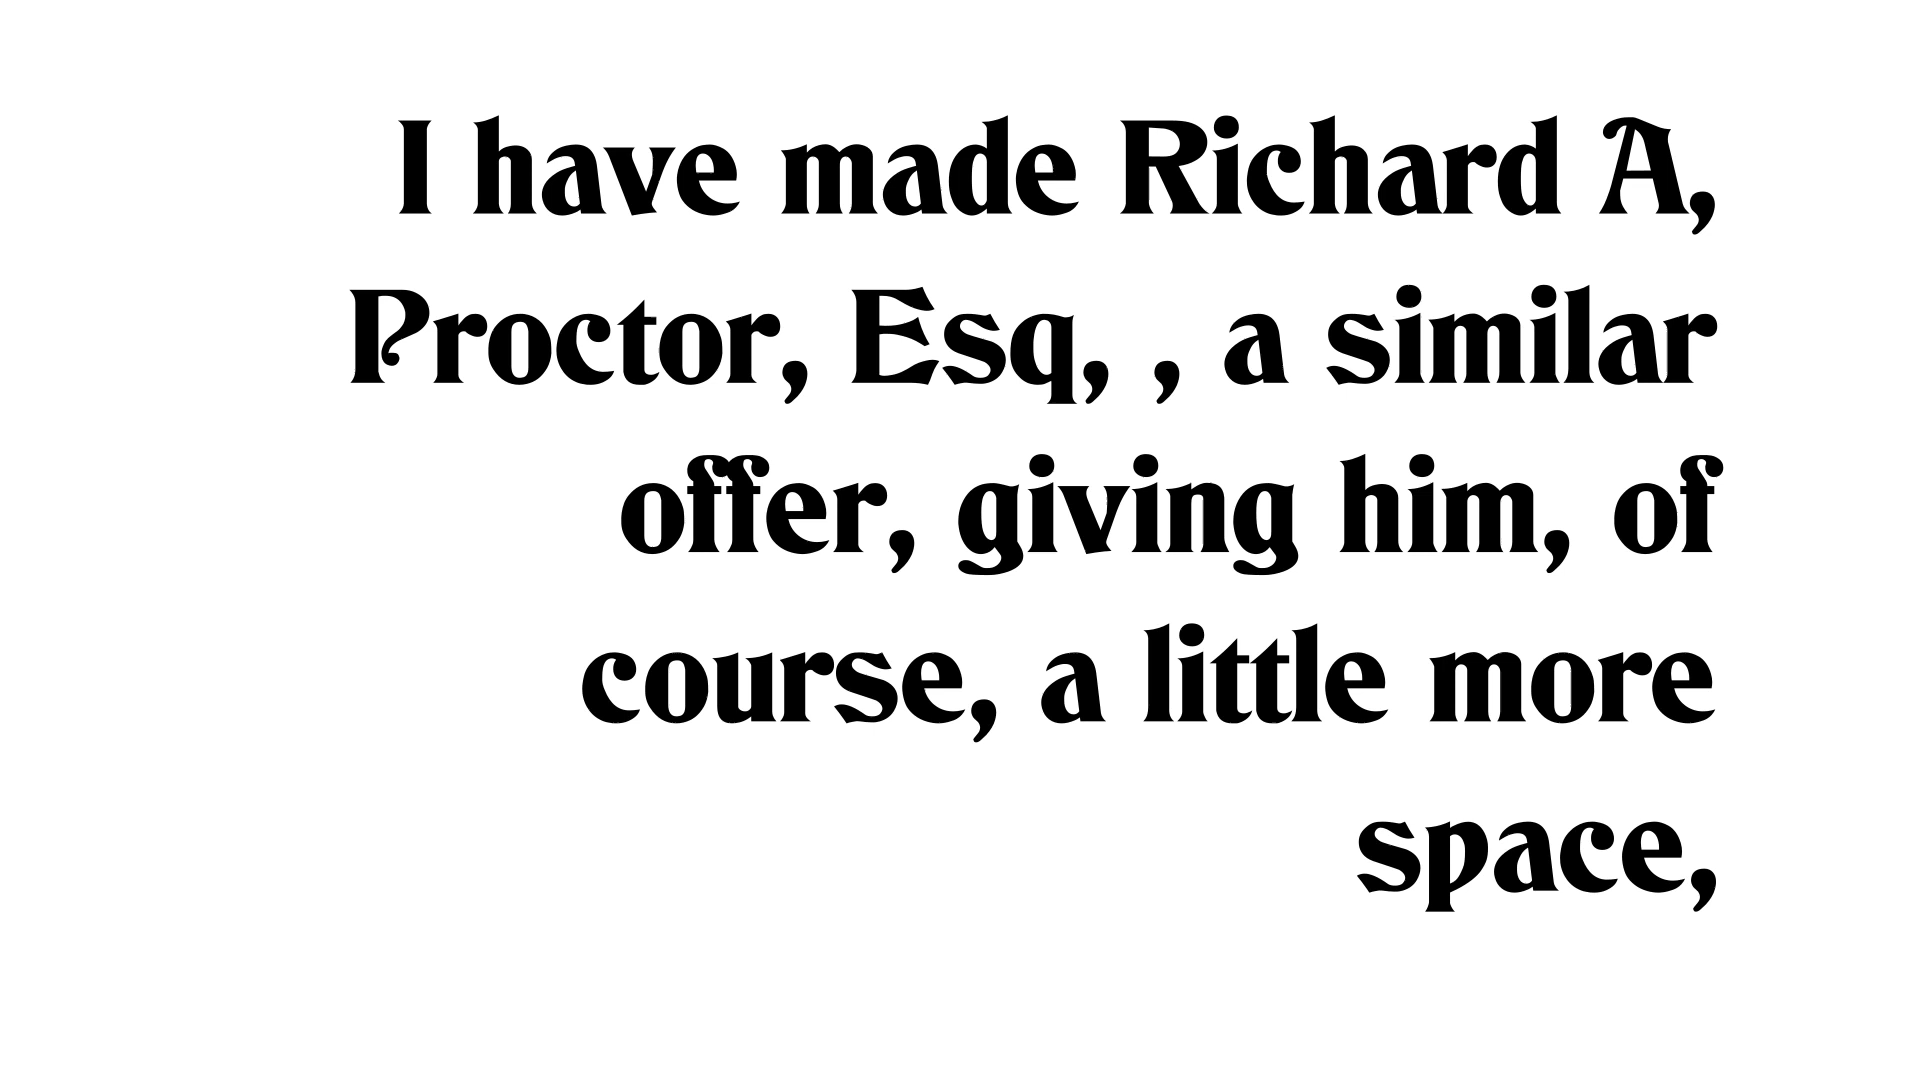 I have made Richard A,
Proctor, Esq, , a similar
offer, giving him, of
course, a little more
space,